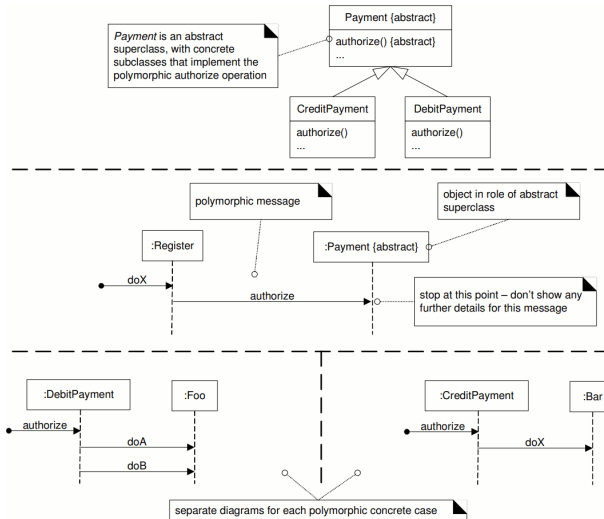 Payment {abstract}
authorize() {abstract}
...
Payment is an abstract
superclass, with concrete
subclasses that implement the
polymorphic authorize operation
CreditPayment
authorize()
...
DebitPayment
authorize()
...
polymorphic message
object in role of abstract
superclass
:Register
:Payment {abstract}
doX
authorize
stop at this point – don't show any
further details for this message
:DebitPayment
:Foo
authorize
doA
doB
:CreditPayment
:Bar
authorize
doX
separate diagrams for each polymorphic concrete case